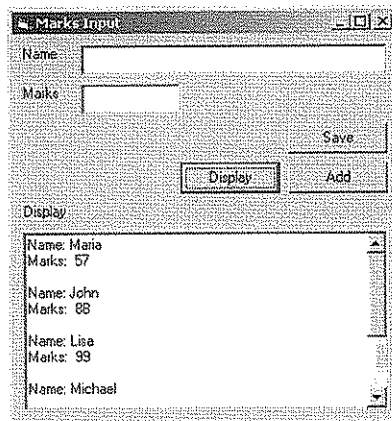 Marks Input
Name
Marks
Save
Display
Add
Display
Name: Maria
Marks: 57
Name: John
Marks: 88
Name: Lisa
Marks: 99
Name: Michael